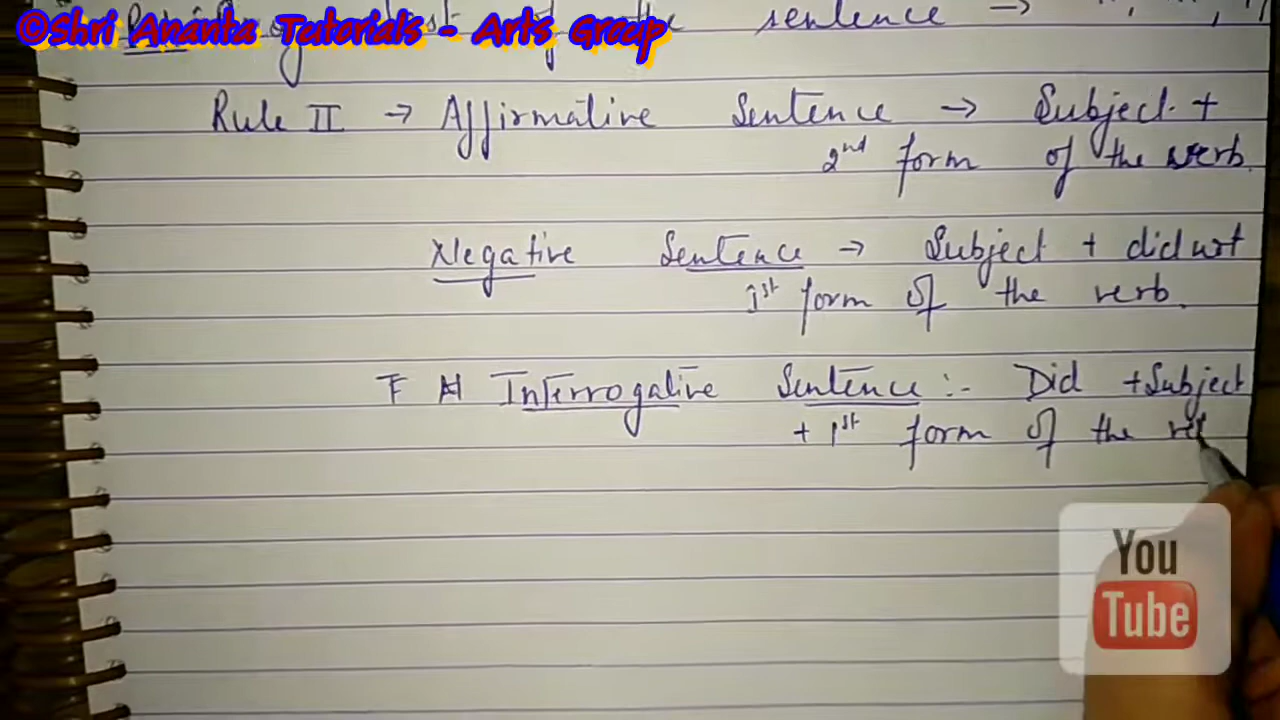 ©Shri Ananta Tutorials - Arts Group
the sentence →
Rule II → Affirmative Sentence → Subject +
2nd form of the verb.
Negative Sentence → Subject + did not
1st form of the verb.
Interrogative Sentence :- Did + Subject
+ 1st form of the
You
Tube